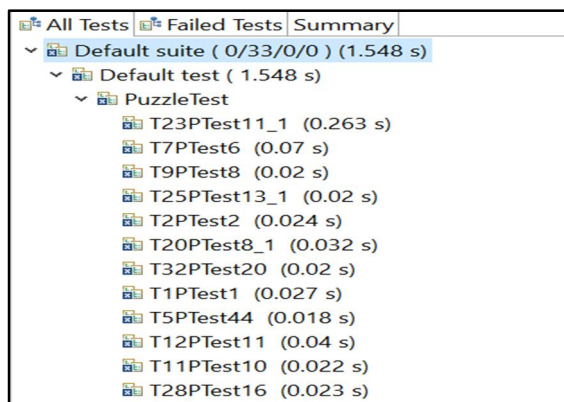 All Tests Failed Tests Summary
Default suite ( 0/33/0/0 ) (1.548 s)
Default test ( 1.548 s)
PuzzleTest
T23PTest11_1 (0.263 s)
T7PTest6 (0.07 s)
T9PTest8 (0.02 s)
T25PTest13_1 (0.02 s)
T2PTest2 (0.024 s)
T20PTest8_1 (0.032 s)
T32PTest20 (0.02 s)
T1PTest1 (0.027 s)
T5PTest44 (0.018 s)
T12PTest11 (0.04 s)
T11PTest10 (0.022 s)
T28PTest16 (0.023 s)